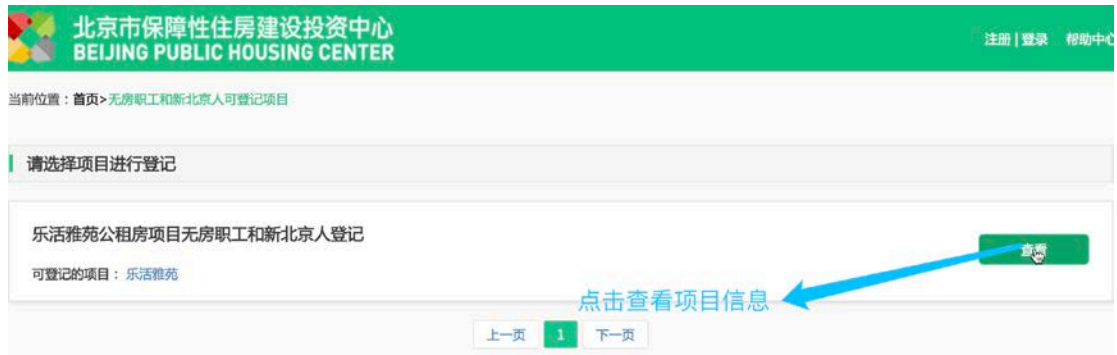 北京市保障性住房建设投资中心
BEIJING PUBLIC HOUSING CENTER
注册 | 登录 帮助中心
当前位置：首页>无房职工和新北京人可登记项目
请选择项目进行登记
乐活雅苑公租房项目无房职工和新北京人登记
查看
可登记的项目： 乐活雅苑
点击查看项目信息
上一页 1 下一页